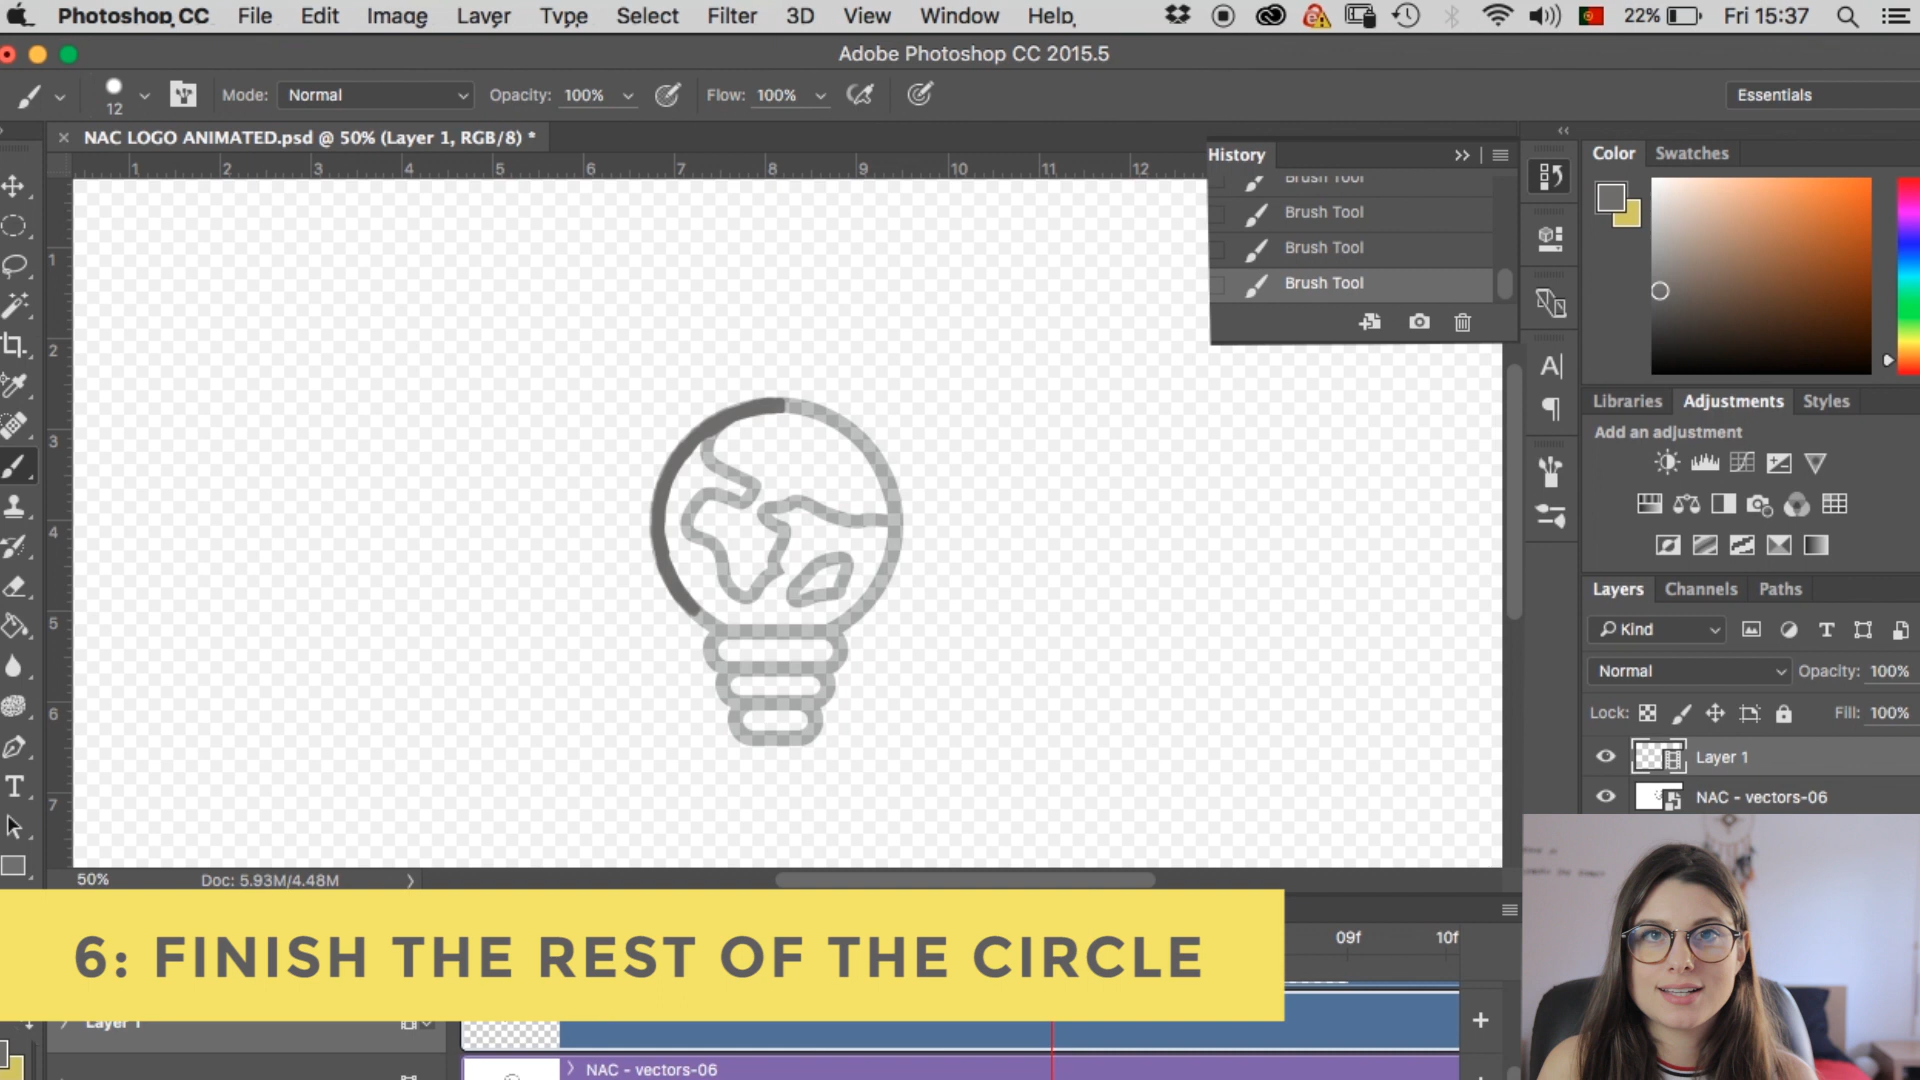 Photoshop CC File Edit Image Layer Type Select Filter 3D View Window Help 22% Fri 15:37
Adobe Photoshop CC 2015.5
12 Mode: Normal Opacity: 100% Flow: 100% Essentials
NAC LOGO ANIMATED.psd @ 50% (Layer 1, RGB/8) *
1 2 3 4 5 6 7 8 9 10 11 12
1
2
3
4
5
6
7
History
Brush Tool
Brush Tool
Brush Tool
Brush Tool
Color Swatches
Libraries Adjustments Styles
Add an adjustment
Layers Channels Paths
Kind
Normal Opacity: 100%
Lock: Fill: 100%
Layer 1
NAC - vectors-06
50% Doc: 5.93M/4.48M
6: FINISH THE REST OF THE CIRCLE
09f 10f
Layer 1
NAC - vectors-06